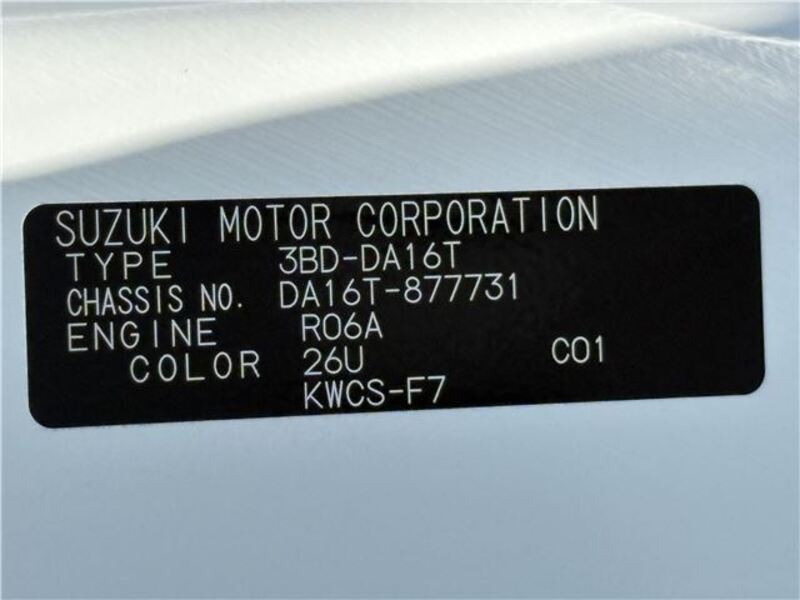 SUZUKI MOTOR CORPORATION
TYPE 3BD-DA16T
CHASSIS NO. DA16T-877731
ENGINE R06A
COLOR 26U C01
KWCS-F7